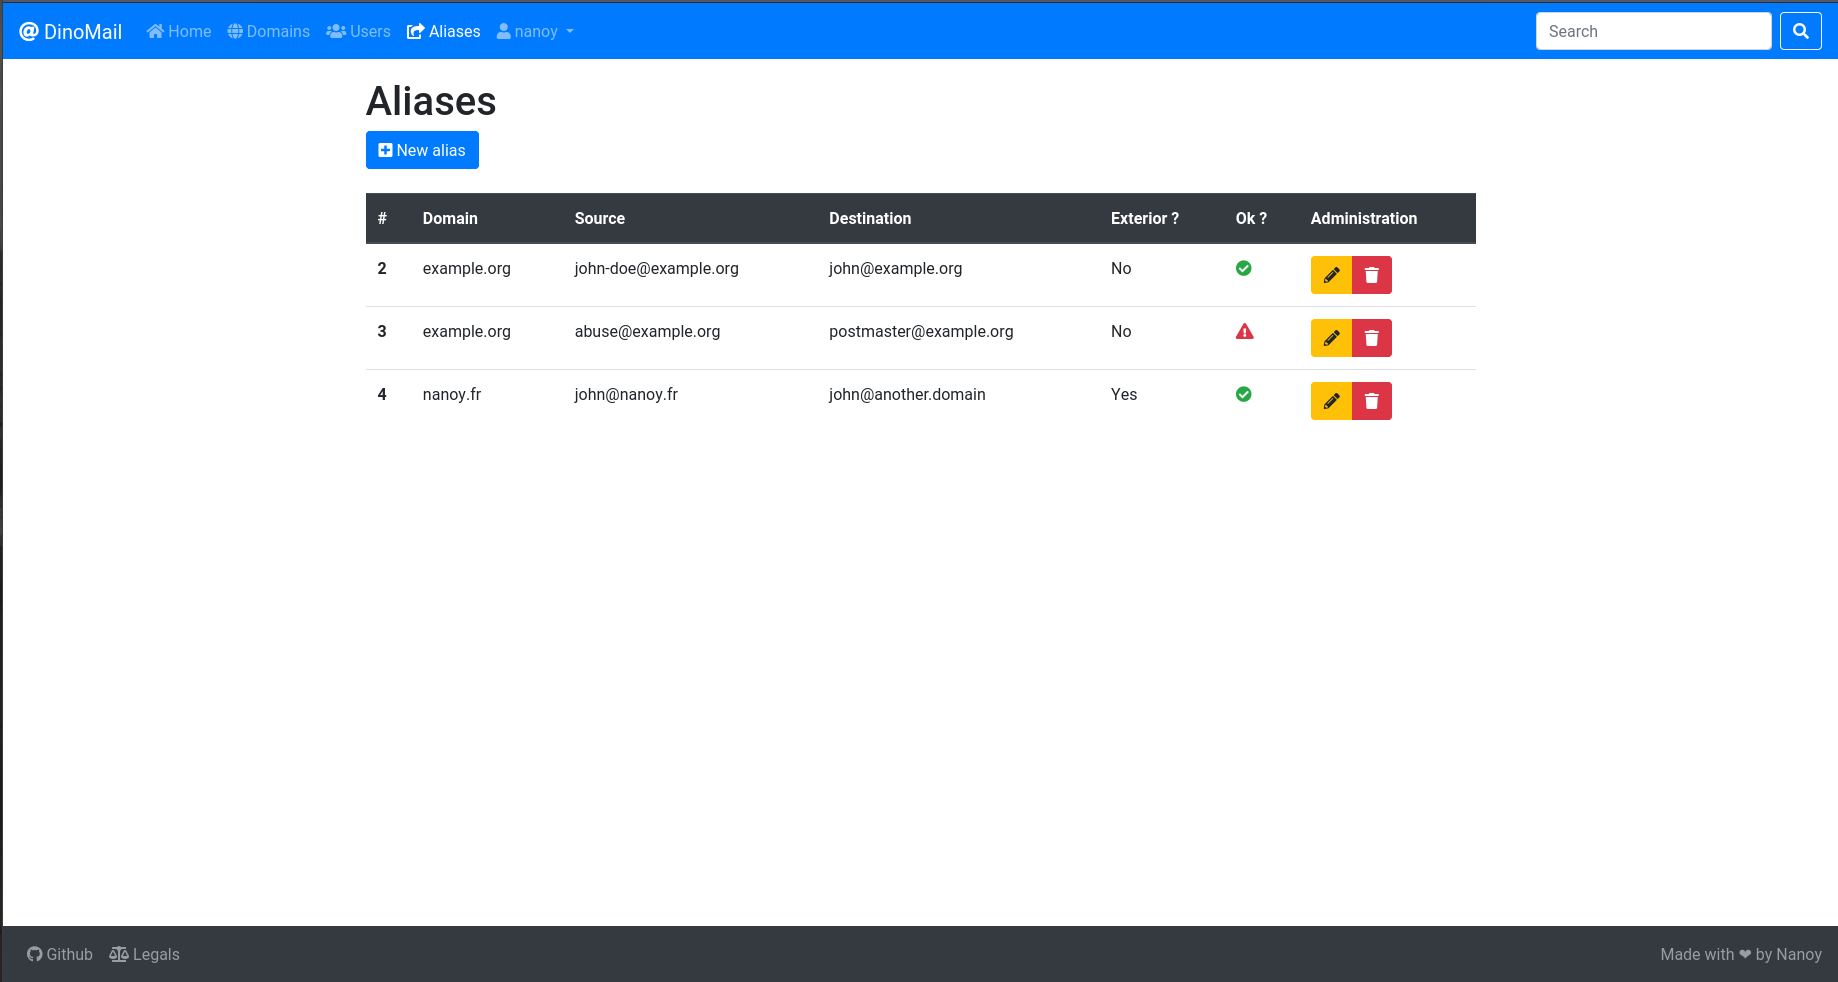 @ DinoMail Home Domains Users Aliases nanoy Search
Aliases
New alias
# Domain Source Destination Exterior ? Ok ? Administration
2 example.org john-doe@example.org john@example.org No
3 example.org abuse@example.org postmaster@example.org No
4 nanoy.fr john@nanoy.fr john@another.domain Yes
Github Legals Made with ❤ by Nanoy